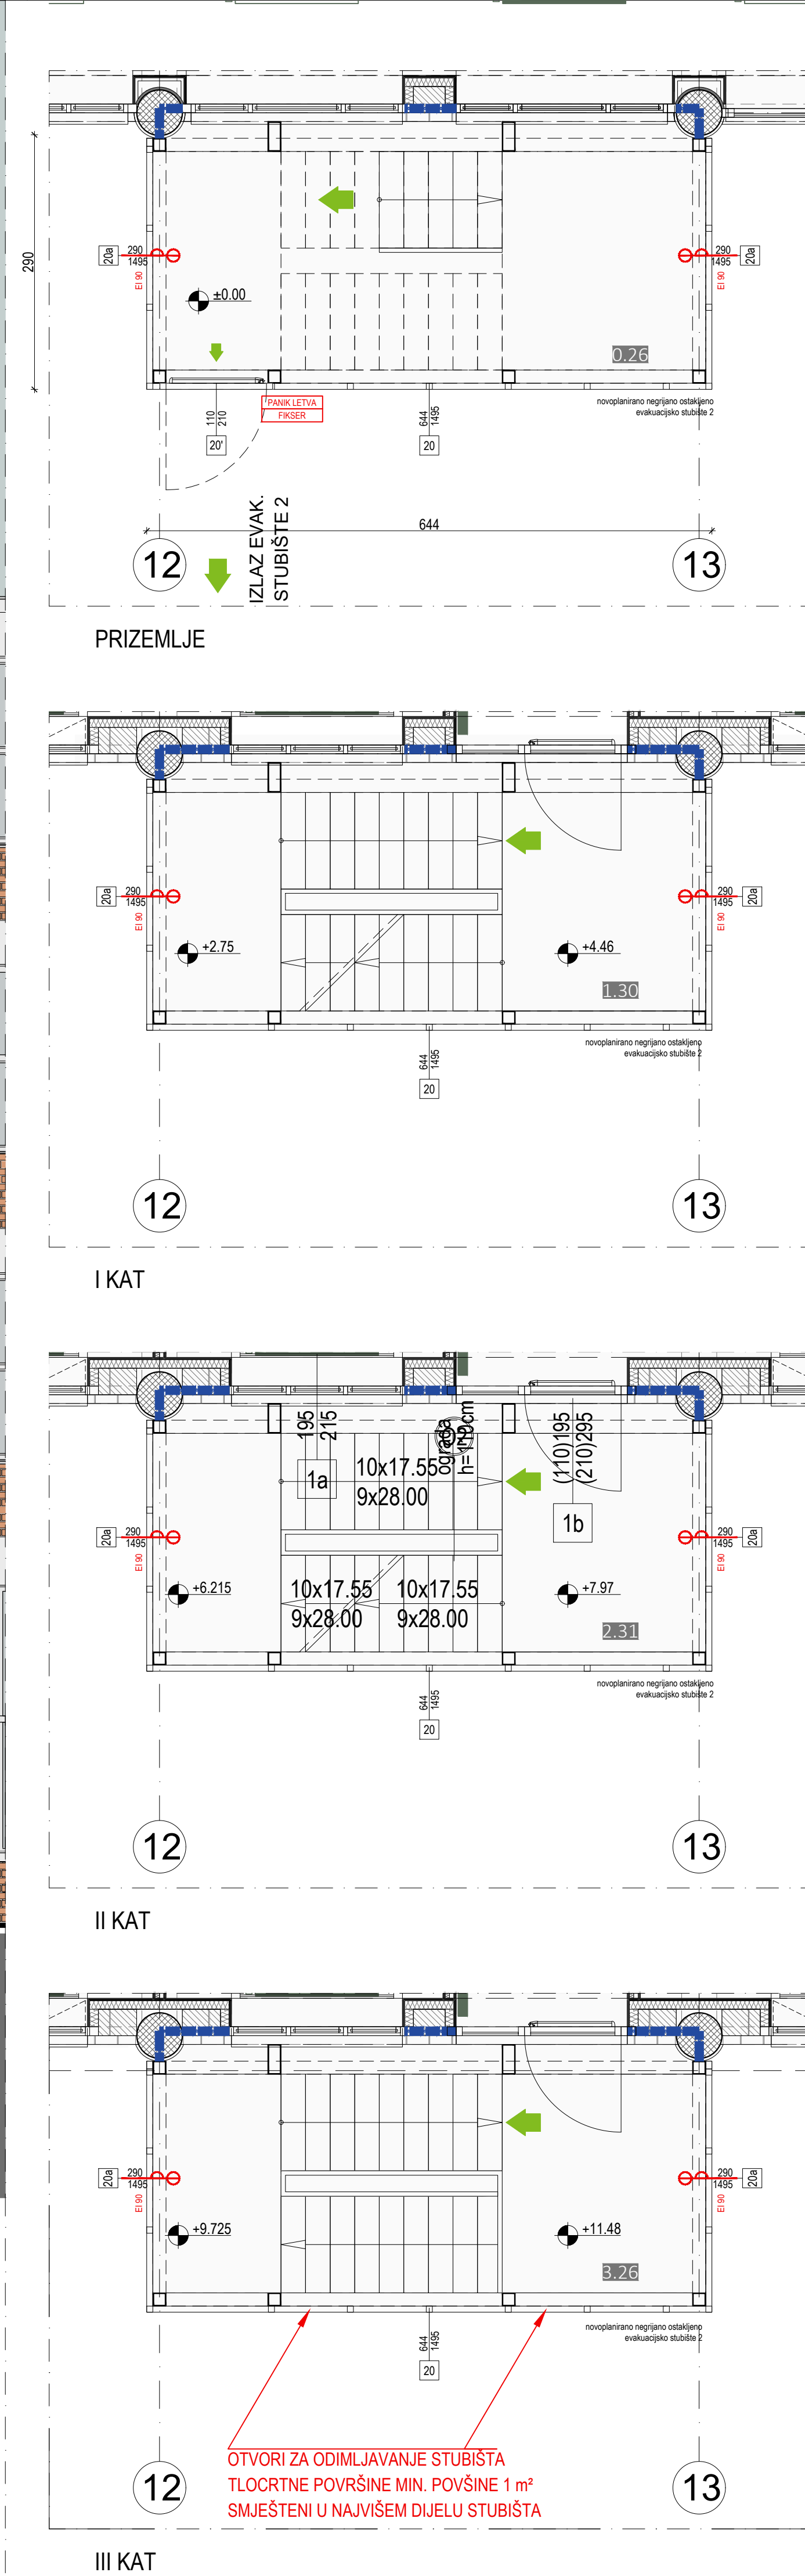 290
20a
290
1495
EI 90
±0.00
290
1495
EI 90
20a
0.26
novoplanirano negrijano ostakljeno
evakuacijsko stubište 2
PANIK LETVA
FIKSER
110
210
20'
644
1495
20
IZLAZ EVAK.
STUBIŠTE 2
644
12
13
PRIZEMLJE
20a
290
1495
EI 90
290
1495
EI 90
20a
+2.75
+4.46
1.30
novoplanirano negrijano ostakljeno
evakuacijsko stubište 2
644
1495
20
12
13
I KAT
195
215
1a
10x17.55
9x28.00
ograda
(110)195
(210)295
1b
20a
290
1495
EI 90
290
1495
EI 90
20a
+6.215
10x17.55
9x28.00
10x17.55
9x28.00
+7.97
2.31
novoplanirano negrijano ostakljeno
evakuacijsko stubište 2
644
1495
20
12
13
II KAT
20a
290
1495
EI 90
290
1495
EI 90
20a
+9.725
+11.48
3.26
novoplanirano negrijano ostakljeno
evakuacijsko stubište 2
644
1495
20
OTVORI ZA ODIMLJAVANJE STUBIŠTA
TLOCRTNE POVRŠINE MIN. POVŠINE 1 m²
SMJEŠTENI U NAJVIŠEM DIJELU STUBIŠTA
12
13
III KAT